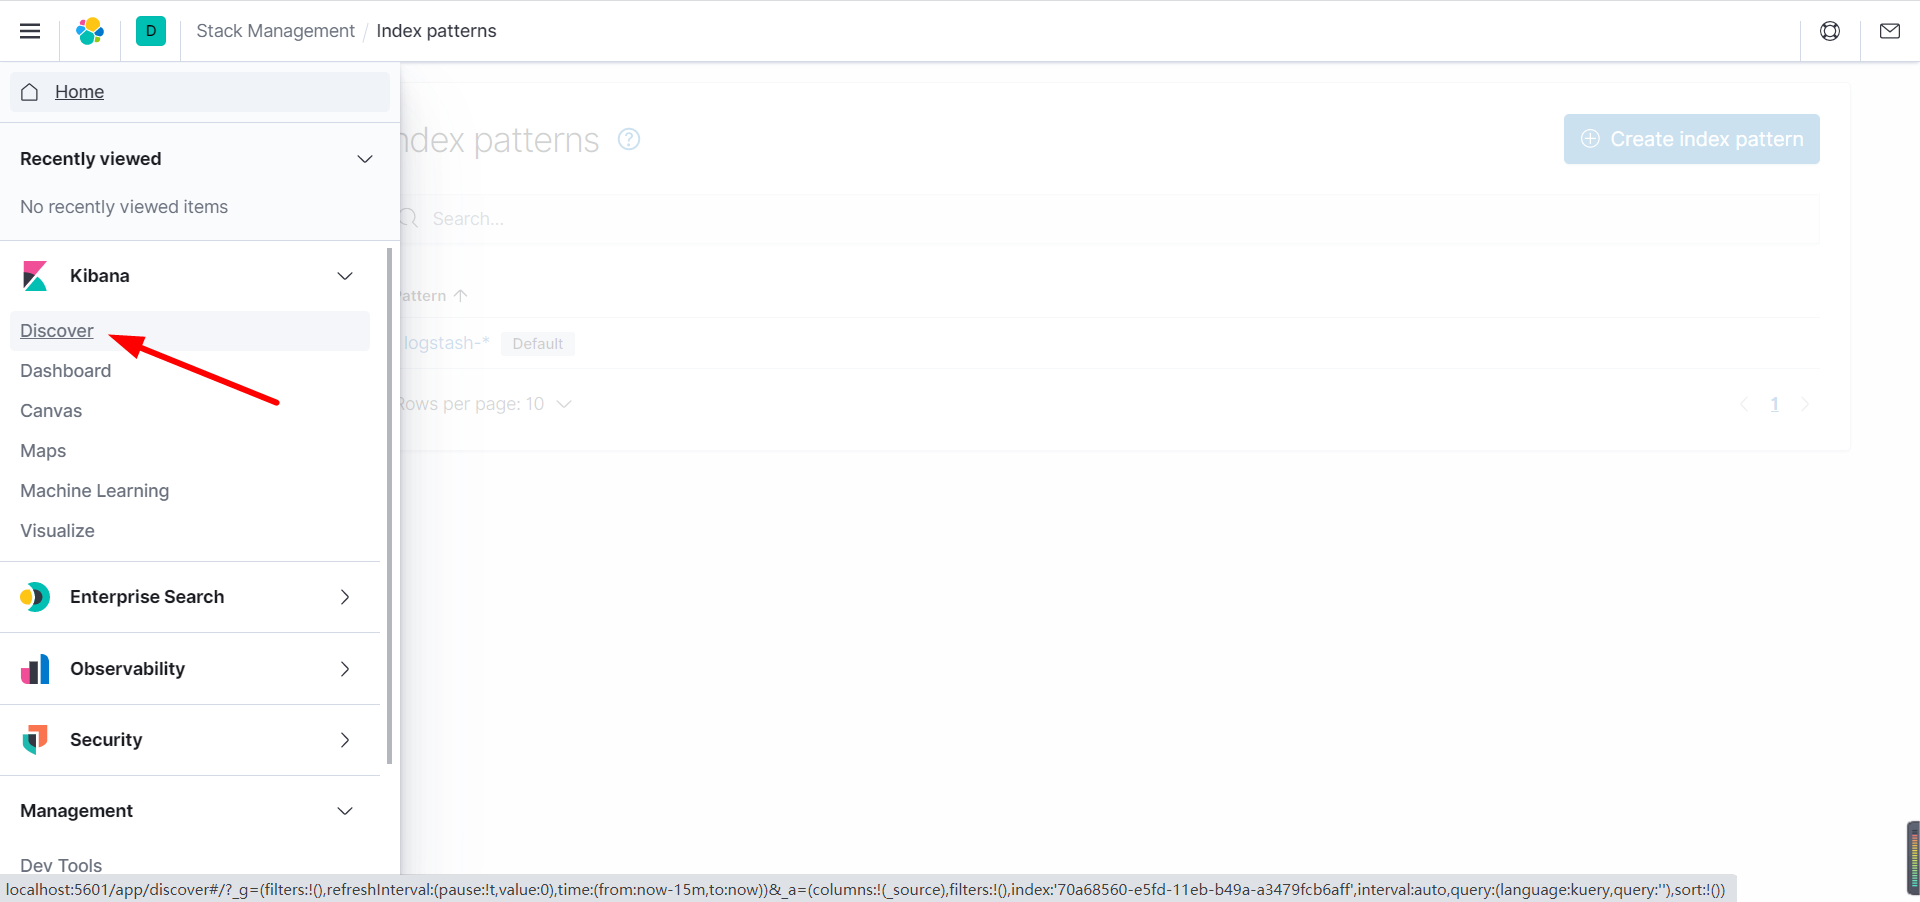 D
Stack Management / Index patterns
Home
Recently viewed
No recently viewed items
Kibana
Discover
Dashboard
Canvas
Maps
Machine Learning
Visualize
Enterprise Search
Observability
Security
Management
Dev Tools
ndex patterns
Create index pattern
Search...
Pattern
logstash-* Default
Rows per page: 10
1
localhost:5601/app/discover#/?_g=(filters:!(),refreshInterval:(pause:!t,value:0),time:(from:now-15m,to:now))&_a=(columns:!(_source),filters:!(),index:'70a68560-e5fd-11eb-b49a-a3479fcb6aff',interval:auto,query:(language:kuery,query:''),sort:!())